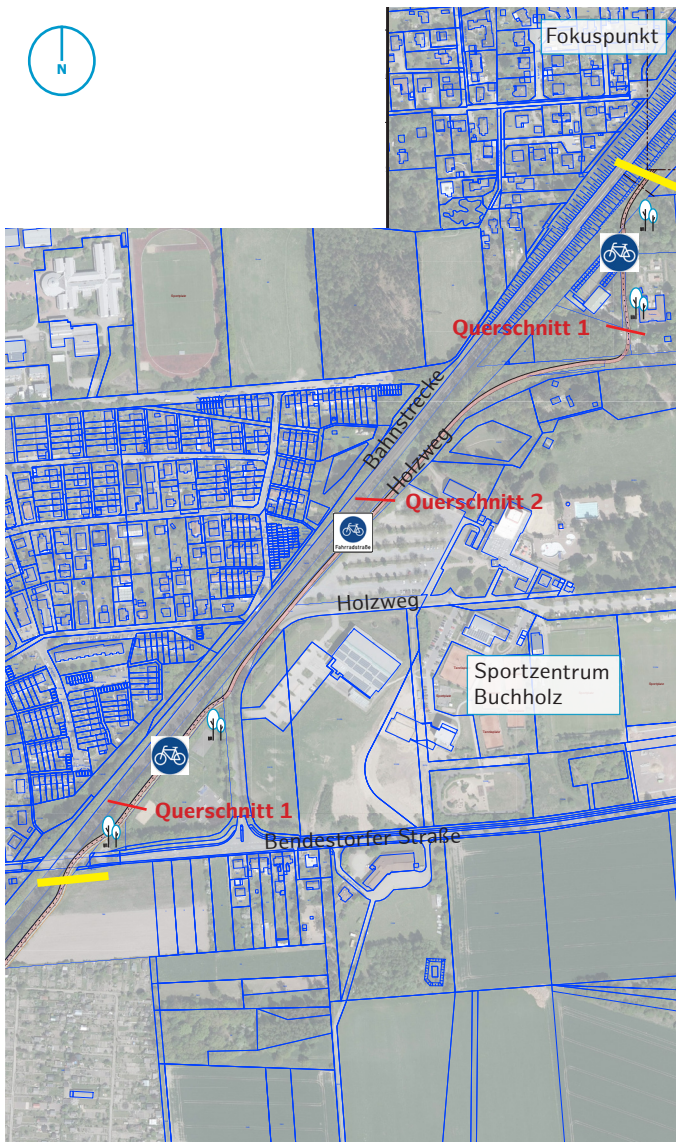 N
Fokuspunkt
Querschnitt 1
Bahnstrecke
Holzweg
Querschnitt 2
Fahrradstraße
Holzweg
Sportzentrum
Buchholz
Querschnitt 1
Bendestorfer Straße